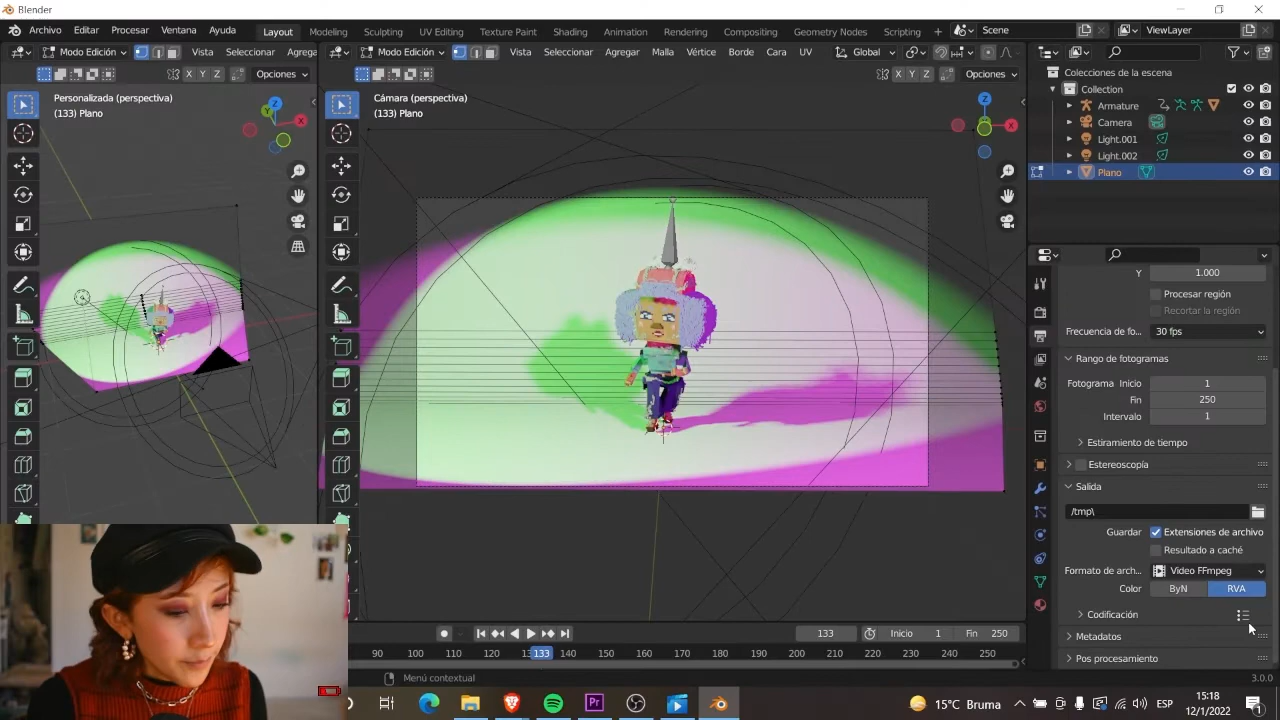 Blender
Archivo Editar Procesar Ventana Ayuda Layout Modeling Sculpting UV Editing Texture Paint Shading Animation Rendering Compositing Geometry Nodes Scripting + Scene ViewLayer
Modo Edición Vista Seleccionar Agrega Modo Edición Vista Seleccionar Agregar Malla Vértice Borde Cara UV Global
X Y Z Opciones X Y Z Opciones
Personalizada (perspectiva)
(133) Plano
Cámara (perspectiva)
(133) Plano
Z
Y
X
Z
X
Colecciones de la escena
Collection
Armature
Camera
Light.001
Light.002
Plano
Y 1.000
Procesar región
Recortar la región
Frecuencia de fo... 30 fps
Rango de fotogramas
Fotograma Inicio 1
Fin 250
Intervalo 1
Estiramiento de tiempo
Estereoscopía
Salida
/tmp\
Guardar Extensiones de archivo
Resultado a caché
Formato de arch... Video FFmpeg
Color ByN RVA
Codificación
Metadatos
Pos procesamiento
133 Inicio 1 Fin 250
90 100 110 120 133 140 150 160 170 180 190 200 210 220 230 240 250
Menú contextual
3.0.0
Pr
15°C Bruma ESP 15:18
12/1/2022
1